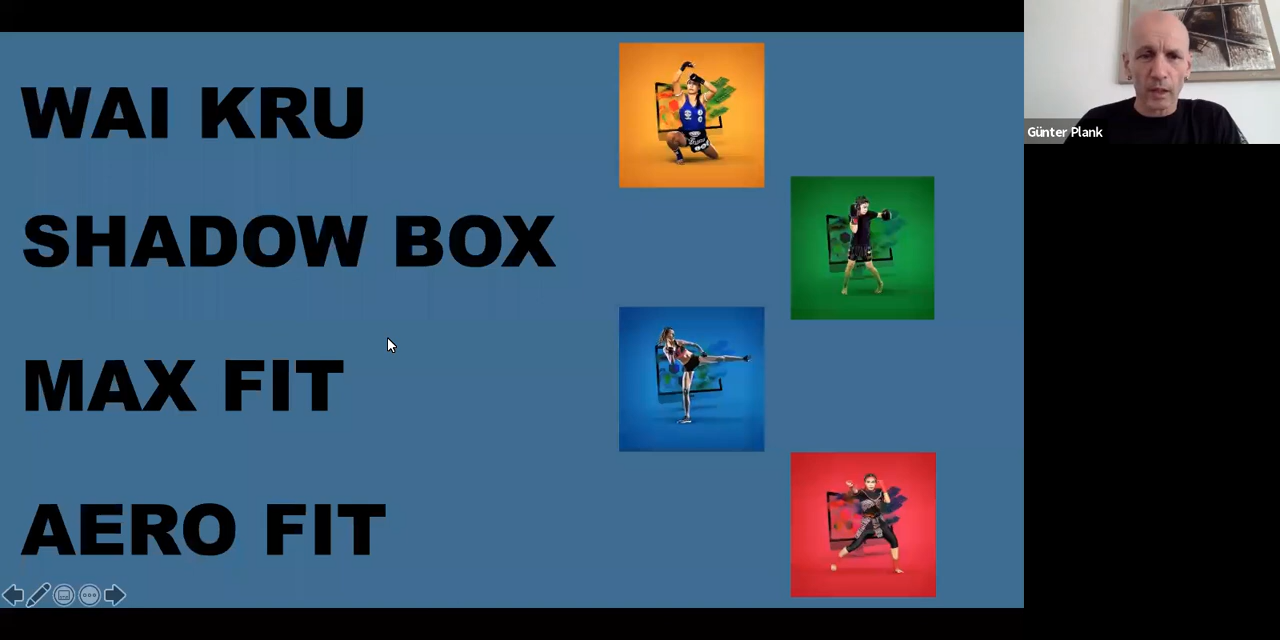 WAI KRU
SHADOW BOX
MAX FIT
AERO FIT
Günter Plank